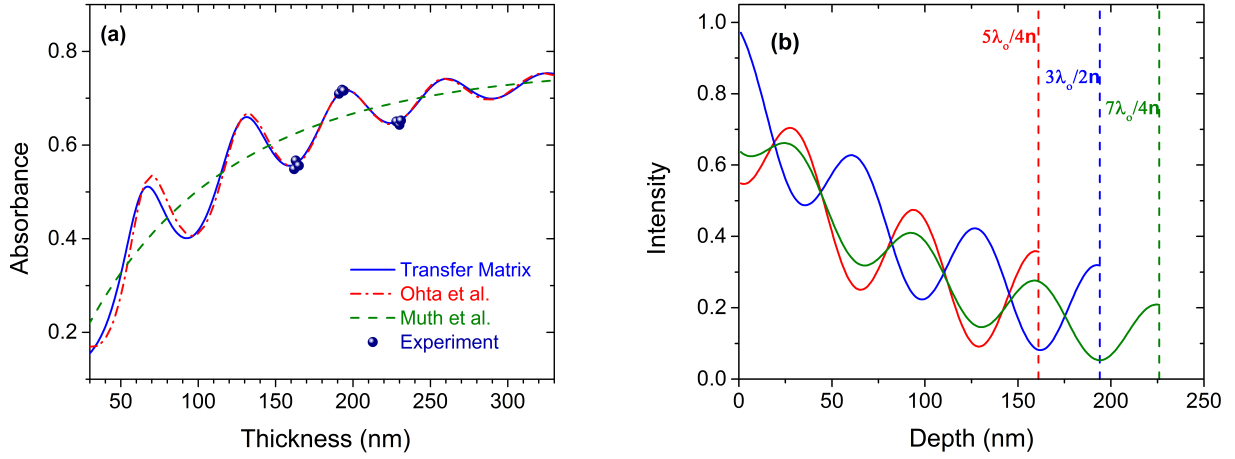 (a)
0.8
0.6
0.4
0.2
Absorbance
50 100 150 200 250 300
Thickness (nm)
Transfer Matrix
Ohta et al.
Muth et al.
Experiment
(b)
1.0
0.8
0.6
0.4
0.2
0.0
Intensity
0 50 100 150 200 250
Depth (nm)
5λₒ/4n
3λₒ/2n
7λₒ/4n